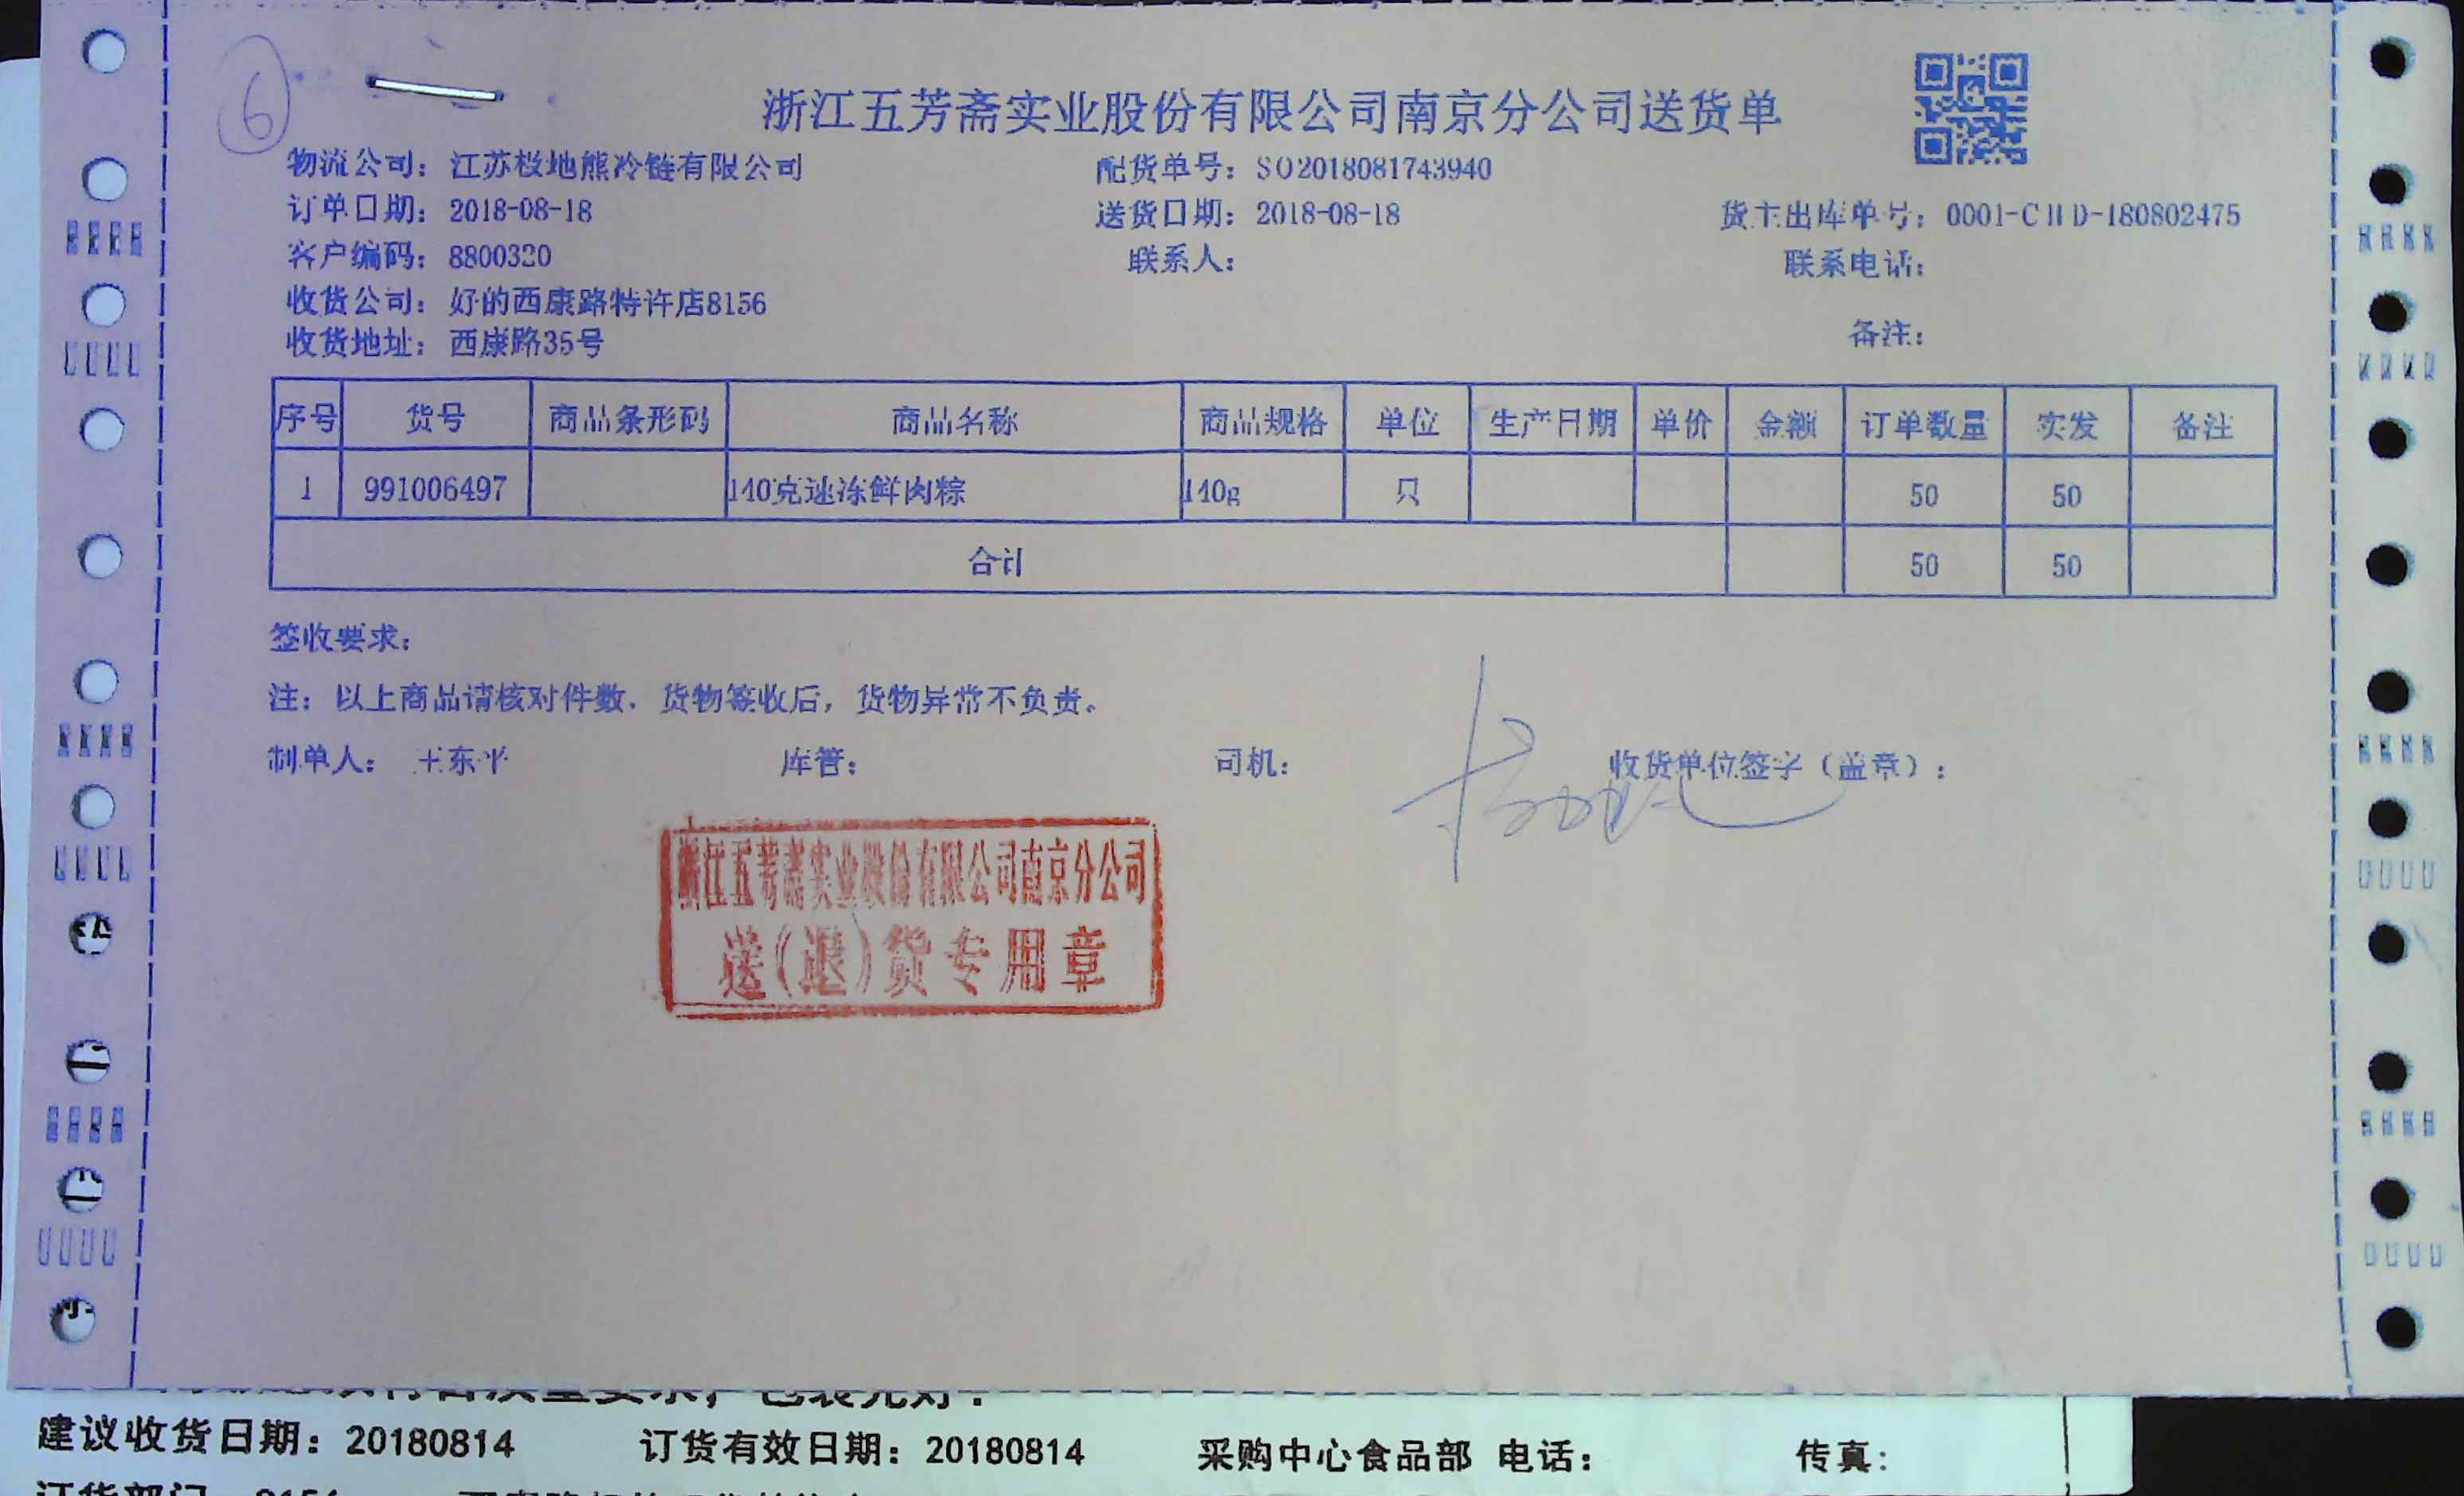 6
浙江五芳斋实业股份有限公司南京分公司送货单
物流公司：江苏极地熊冷链有限公司 配货单号：SO2018081743940
订单日期：2018-08-18 送货日期：2018-08-18 货主出库单号：0001-CHD-180802475
客户编码：8800320 联系人： 联系电话：
收货公司：好的西康路特许店8156
收货地址：西康路35号 备注：
序号 货号 商品条形码 商品名称 商品规格 单位 生产日期 单价 金额 订单数量 实发 备注
1 991006497 140克速冻鲜肉粽 140g 只 50 50
合计 50 50
签收要求：
注：以上商品请核对件数，货物签收后，货物异常不负责。
制单人： 王东平 库管： 司机： 收货单位签字（盖章）：
浙江五芳斋实业股份有限公司南京分公司
送（退）货专用章
建议收货日期：20180814 订货有效日期：20180814 采购中心食品部 电话： 传真：